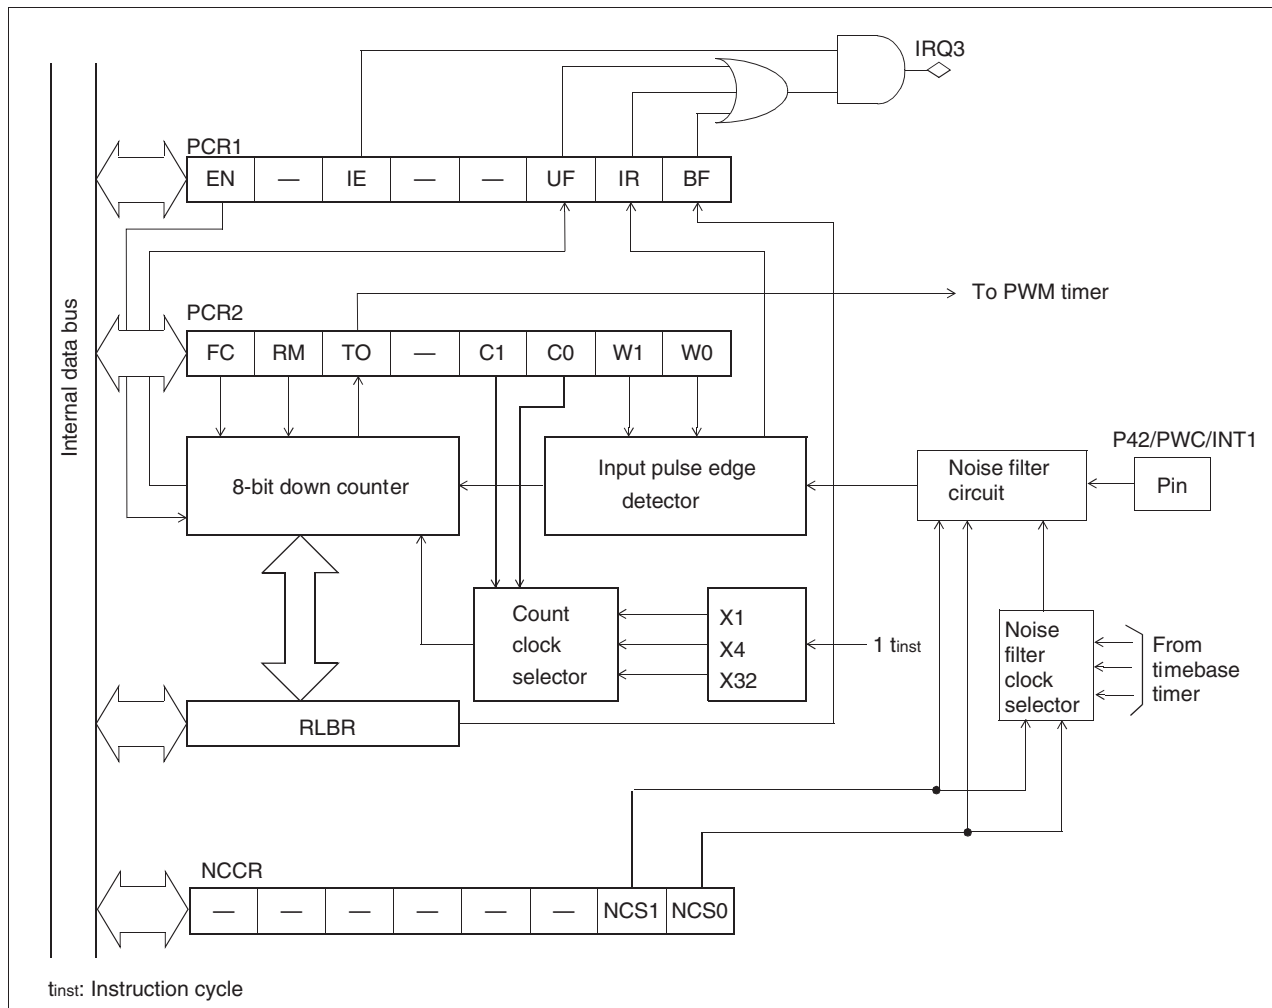 IRQ3
PCR1
EN — IE — — UF IR BF
To PWM timer
PCR2
FC RM TO — C1 C0 W1 W0
Internal data bus
8-bit down counter
Input pulse edge
detector
Noise filter
circuit
P42/PWC/INT1
Pin
Count
clock
selector
X1
X4
X32
1 tinst
Noise
filter
clock
selector
From
timebase
timer
RLBR
NCCR
— — — — — — NCS1 NCS0
tinst: Instruction cycle